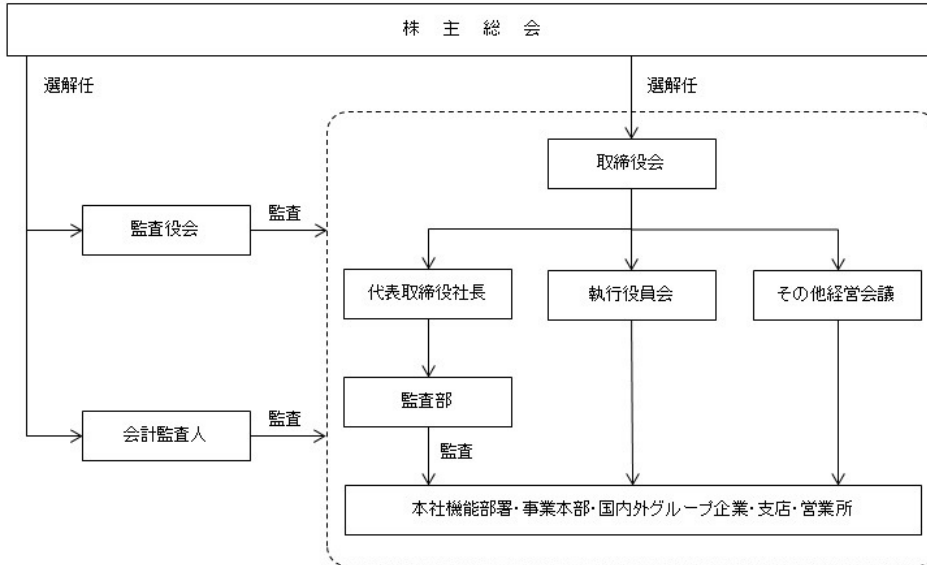 株 主 総 会
選解任
選解任
取締役会
監査役会
監査
代表取締役社長
執行役員会
その他経営会議
監査部
会計監査人
監査
監査
本社機能部署・事業本部・国内外グループ企業・支店・営業所